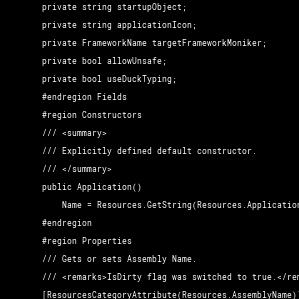 private string startupObject;
private string applicationIcon;
private FrameworkName targetFrameworkMoniker;
private bool allowUnsafe;
private bool useDuckTyping;
#endregion Fields
#region Constructors
/// <summary>
/// Explicitly defined default constructor.
/// </summary>
public Application()
Name = Resources.GetString(Resources.Application
#endregion
#region Properties
/// Gets or sets Assembly Name.
/// <remarks>IsDirty flag was switched to true.</rem
[ResourcesCategoryAttribute(Resources.AssemblyName)]